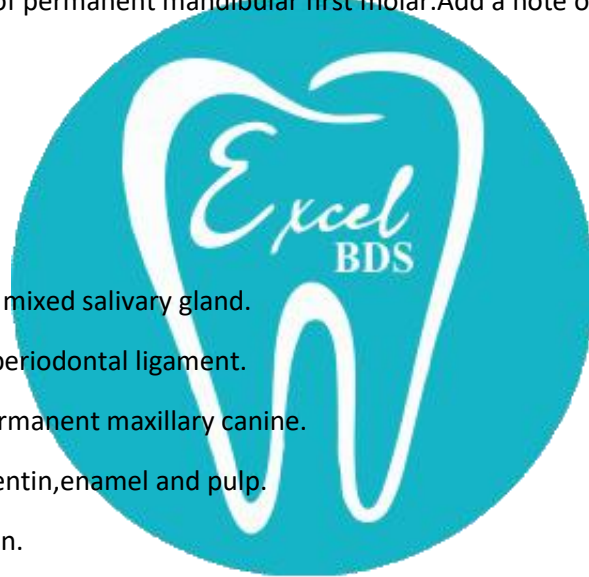 of permanent mandibular first molar.Add a note o
Excel
BDS
mixed salivary gland.
periodontal ligament.
rmanent maxillary canine.
entin,enamel and pulp.
n.